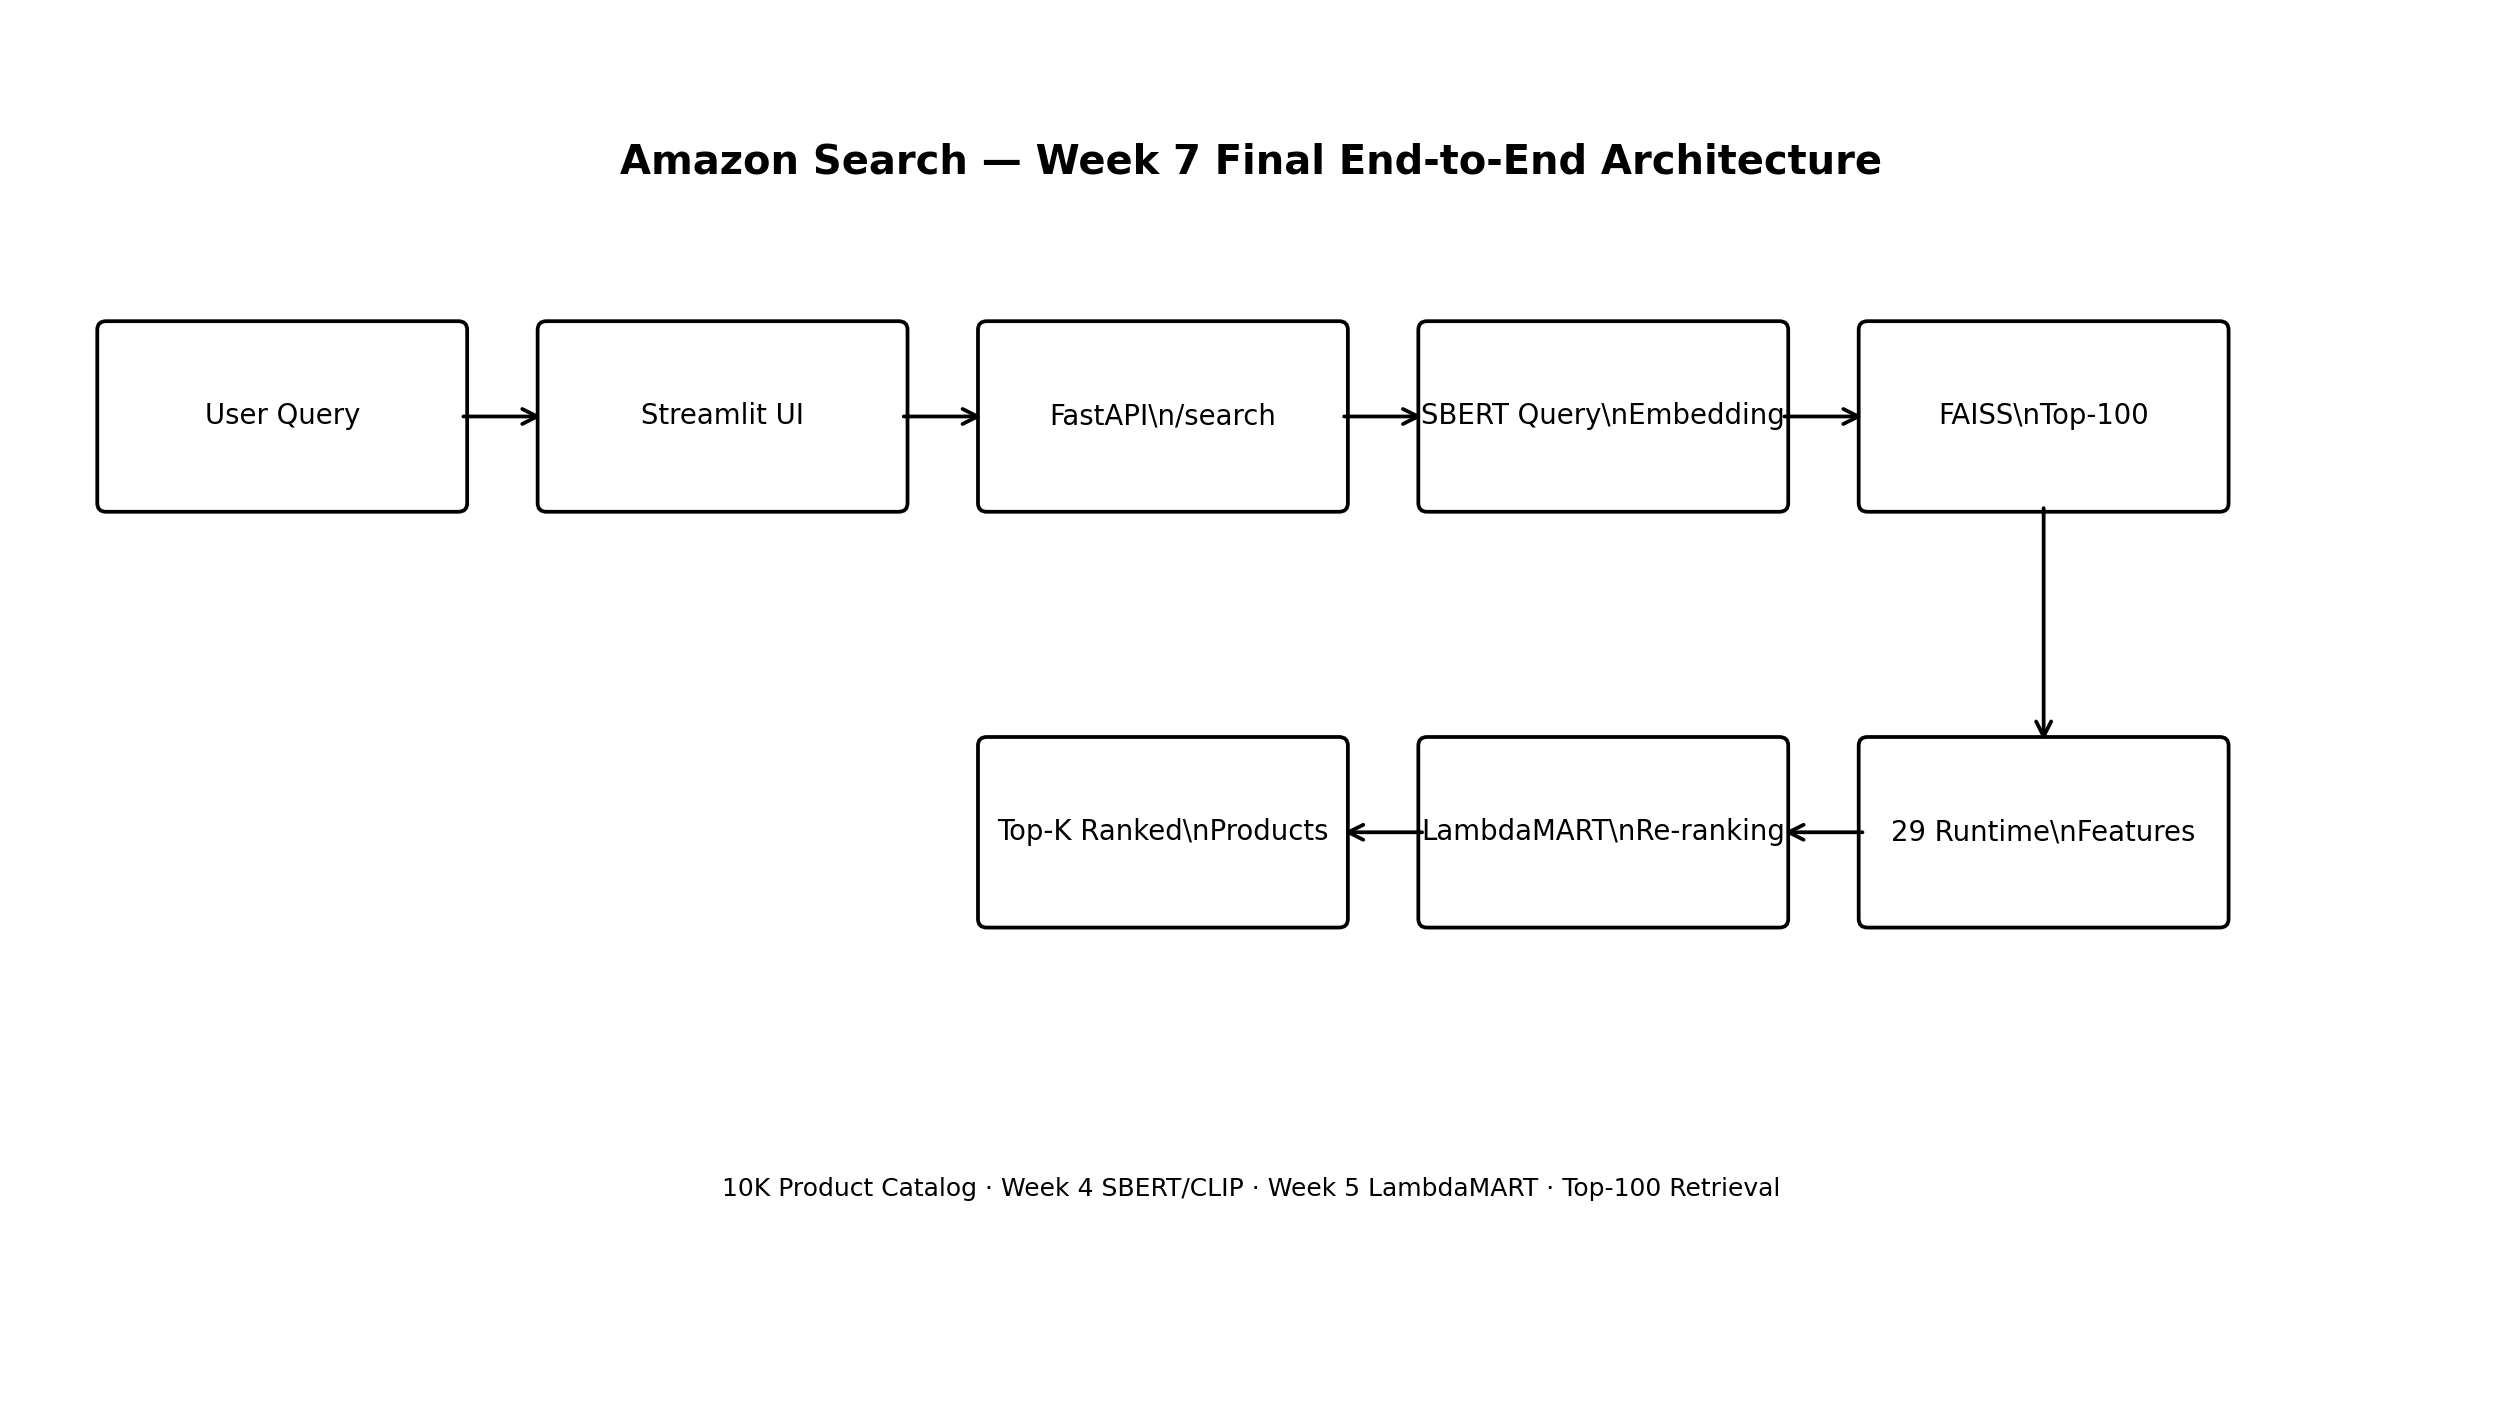 Amazon Search — Week 7 Final End-to-End Architecture
User Query
Streamlit UI
FastAPI\n/search
SBERT Query\nEmbedding
FAISS\nTop-100
29 Runtime\nFeatures
LambdaMART\nRe-ranking
Top-K Ranked\nProducts
10K Product Catalog · Week 4 SBERT/CLIP · Week 5 LambdaMART · Top-100 Retrieval